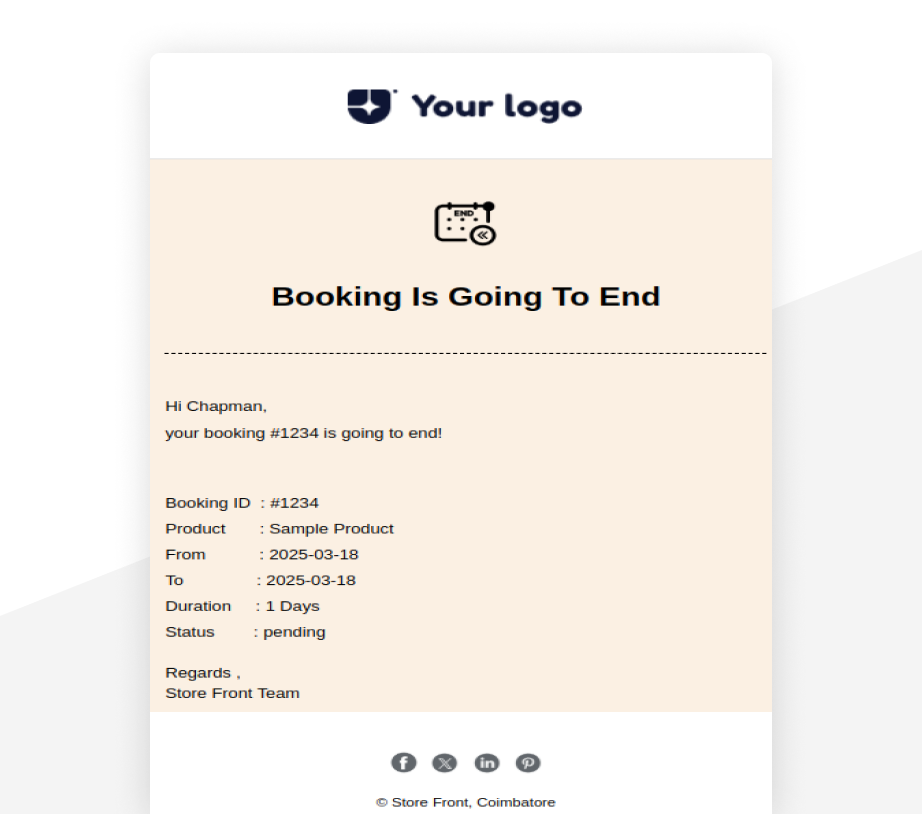 Your logo
END
Booking Is Going To End
Hi Chapman,
your booking #1234 is going to end!
Booking ID : #1234
Product : Sample Product
From : 2025-03-18
To : 2025-03-18
Duration : 1 Days
Status : pending
Regards ,
Store Front Team
© Store Front, Coimbatore